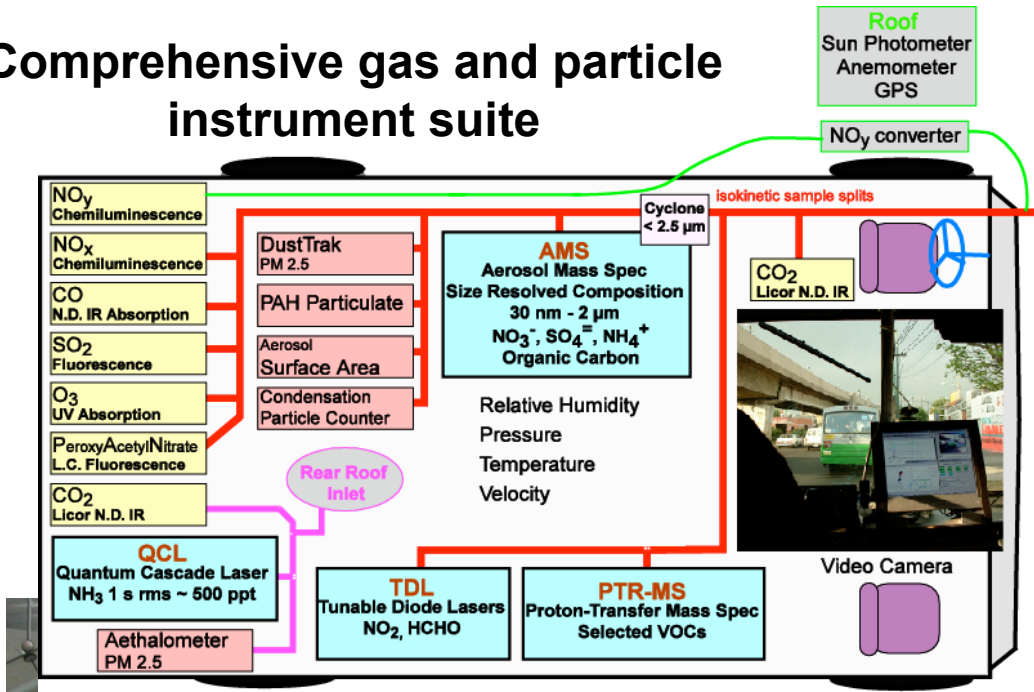 Comprehensive gas and particle
instrument suite
Roof
Sun Photometer
Anemometer
GPS
NOy converter
isokinetic sample splits
Cyclone
< 2.5 µm
NOy
Chemiluminescence
NOx
Chemiluminescence
CO
N.D. IR Absorption
SO2
Fluorescence
O3
UV Absorption
PeroxyAcetylNitrate
L.C. Fluorescence
CO2
Licor N.D. IR
DustTrak
PM 2.5
PAH Particulate
Aerosol
Surface Area
Condensation
Particle Counter
AMS
Aerosol Mass Spec
Size Resolved Composition
30 nm - 2 µm
NO3-, SO4=, NH4+
Organic Carbon
CO2
Licor N.D. IR
Relative Humidity
Pressure
Temperature
Velocity
Rear Roof
Inlet
QCL
Quantum Cascade Laser
NH3 1 s rms ~ 500 ppt
Aethalometer
PM 2.5
TDL
Tunable Diode Lasers
NO2, HCHO
PTR-MS
Proton-Transfer Mass Spec
Selected VOCs
Video Camera